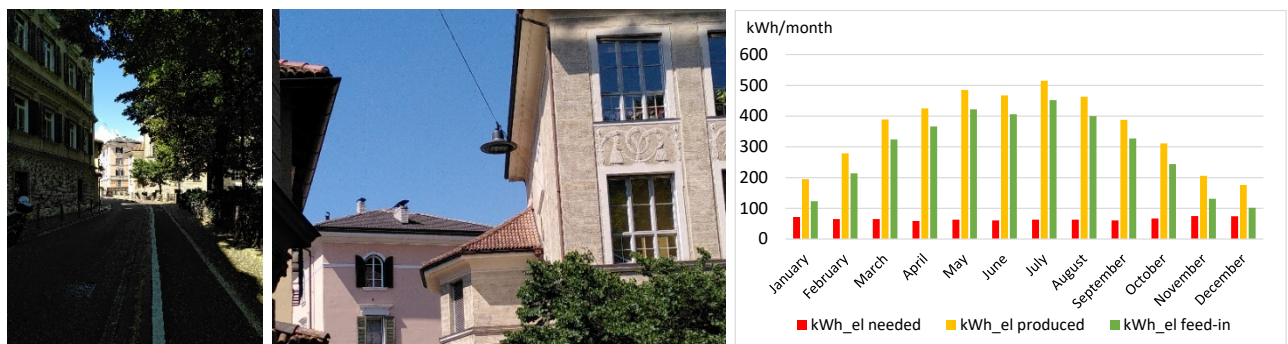 kWh/month
600
500
400
300
200
100
0
January
February
March
April
May
June
July
August
September
October
November
December
kWh_el needed kWh_el produced kWh_el feed-in